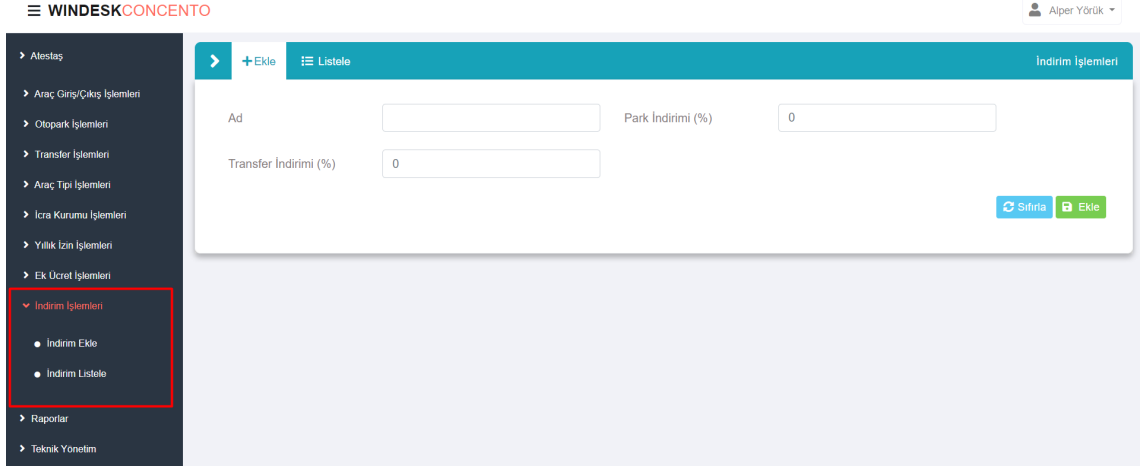 WINDESKCONCENTO
Alper Yörük
Atestaş
Araç Giriş/Çıkış İşlemleri
Otopark İşlemleri
Transfer İşlemleri
Araç Tipi İşlemleri
İcra Kurumu İşlemleri
Yıllık İzin İşlemleri
Ek Ücret İşlemleri
İndirim İşlemleri
İndirim Ekle
İndirim Listele
Raporlar
Teknik Yönetim
Ekle Listele İndirim İşlemleri
Ad Park İndirimi (%) 0
Transfer İndirimi (%) 0
Sıfırla Ekle